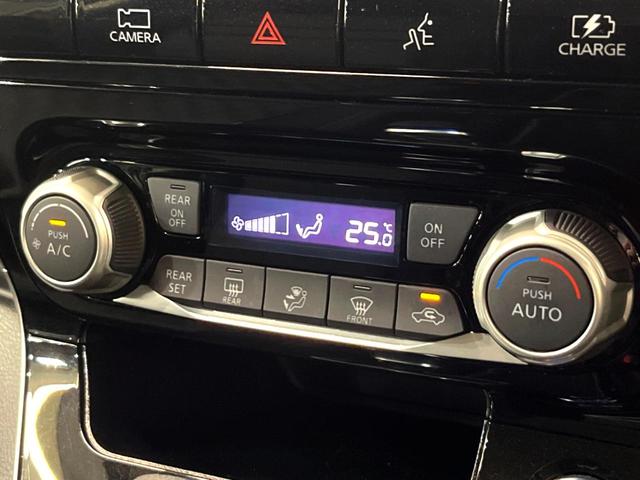 CAMERA
CHARGE
REAR
ON
OFF
25.0
°C
ON
OFF
PUSH
A/C
REAR
SET
REAR
FRONT
PUSH
AUTO